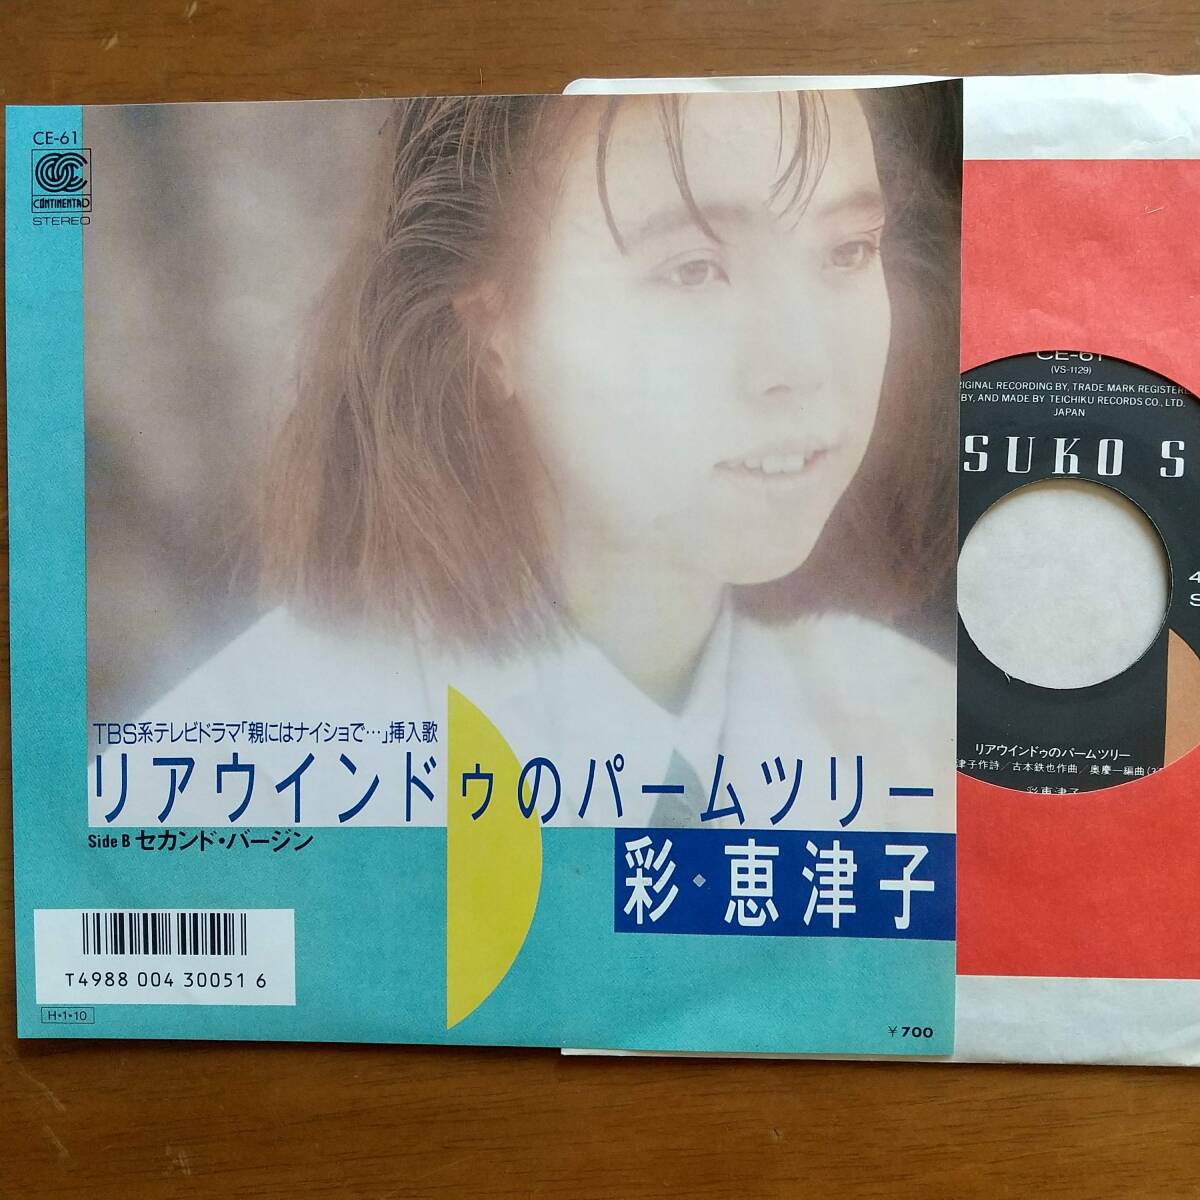 CE-61
CONTINENTAL
STEREO
TBS系テレビドラマ「親にはナイショで…」挿入歌
リアウインドゥのパームツリー
Side B セカンド・バージン
彩・恵津子
T4988 004 30051 6
H・1・10
￥700
CE-61
(VS-1129)
RIGINAL RECORDING BY, TRADE MARK REGISTERE
BY, AND MADE BY TEICHIKU RECORDS CO., LTD.
JAPAN
SUKO S
4
S
リアウインドゥのパームツリー
津子作詩／古本鉄也作曲／奥慶一編曲
彩恵津子